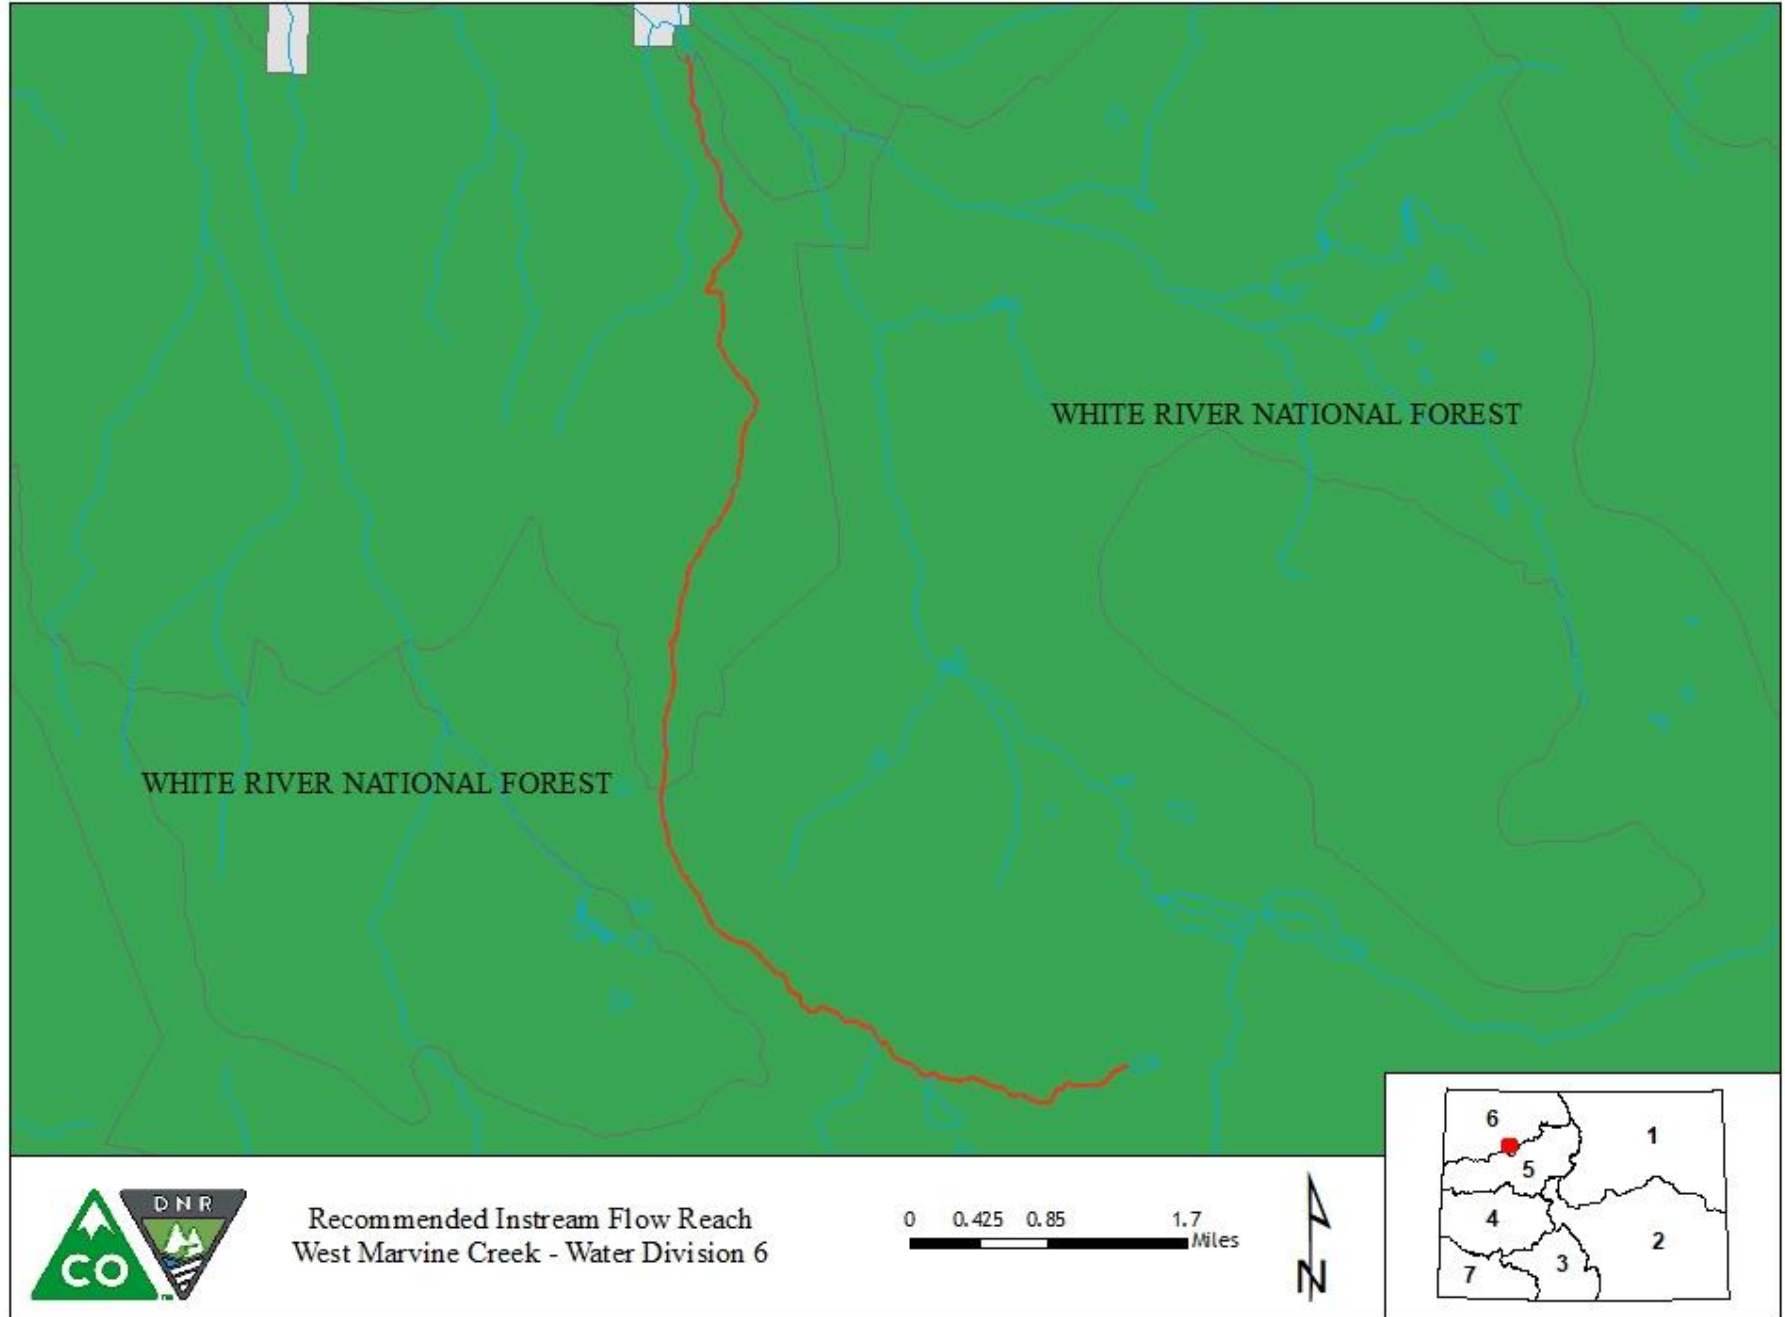 WHITE RIVER NATIONAL FOREST
WHITE RIVER NATIONAL FOREST
CO
DNR
Recommended Instream Flow Reach
West Marvine Creek - Water Division 6
0 0.425 0.85 1.7
Miles
N
6
1
5
4
2
3
7